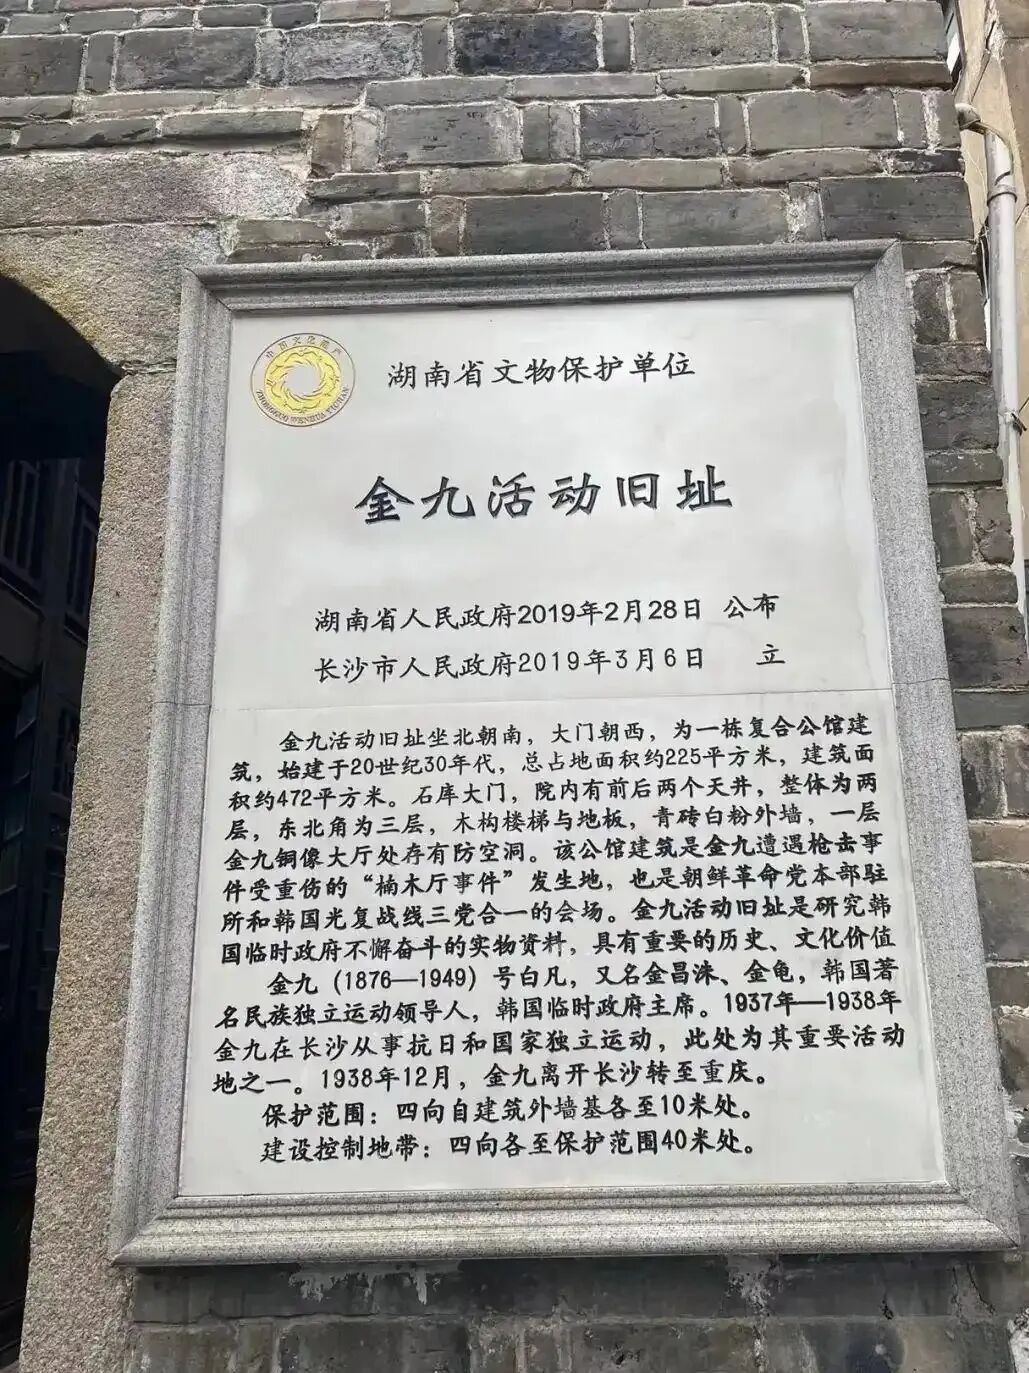 中国文化遗产
ZHONGGUO WENHUA YICHAN
湖南省文物保护单位
金九活动旧址
湖南省人民政府2019年2月28日 公布
长沙市人民政府2019年3月6日 立
金九活动旧址坐北朝南，大门朝西，为一栋复合公馆建
筑，始建于20世纪30年代，总占地面积约225平方米，建筑面
积约472平方米。石库大门，院内有前后两个天井，整体为两
层，东北角为三层，木构楼梯与地板，青砖白粉外墙，一层
金九铜像大厅处存有防空洞。该公馆建筑是金九遭遇枪击事
件受重伤的“楠木厅事件”发生地，也是朝鲜革命党本部驻
所和韩国光复战线三党合一的会场。金九活动旧址是研究韩
国临时政府不懈奋斗的实物资料，具有重要的历史、文化价值
金九（1876—1949）号白凡，又名金昌洙、金龟，韩国著
名民族独立运动领导人，韩国临时政府主席。1937年—1938年
金九在长沙从事抗日和国家独立运动，此处为其重要活动
地之一。1938年12月，金九离开长沙转至重庆。
保护范围：四向自建筑外墙基各至10米处。
建设控制地带：四向各至保护范围40米处。